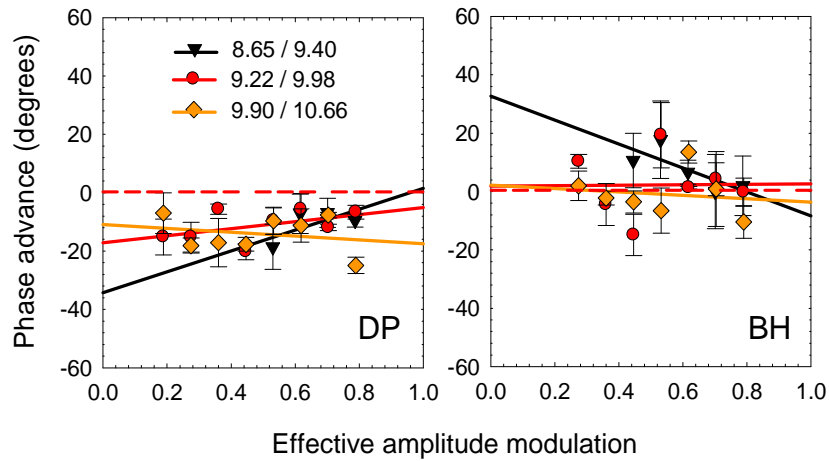 Phase advance (degrees)
60
40
20
0
-20
-40
-60
8.65 / 9.40
9.22 / 9.98
9.90 / 10.66
DP
0.0 0.2 0.4 0.6 0.8 1.0
60
40
20
0
-20
-40
-60
BH
0.0 0.2 0.4 0.6 0.8 1.0
Effective amplitude modulation